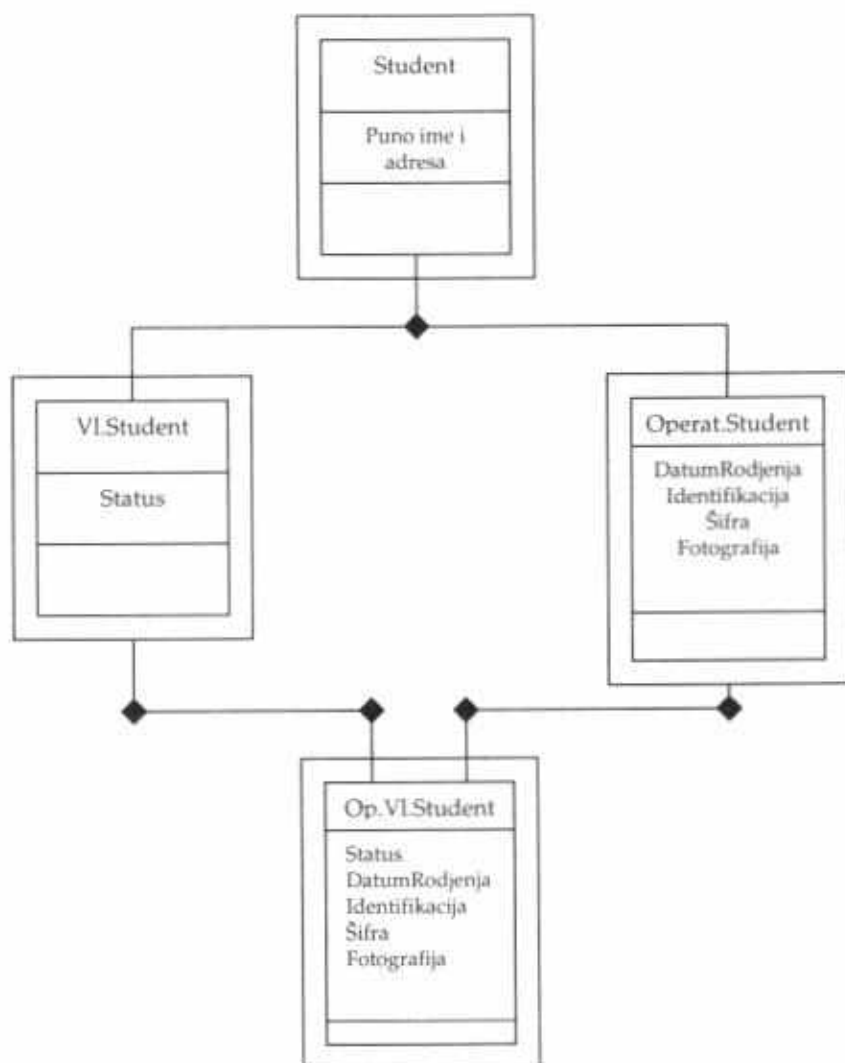 Student
Puno ime i
adresa
Vl.Student
Status
Operat.Student
DatumRodjenja
Identifikacija
Šifra
Fotografija
Op.Vl.Student
Status
DatumRodjenja
Identifikacija
Šifra
Fotografija